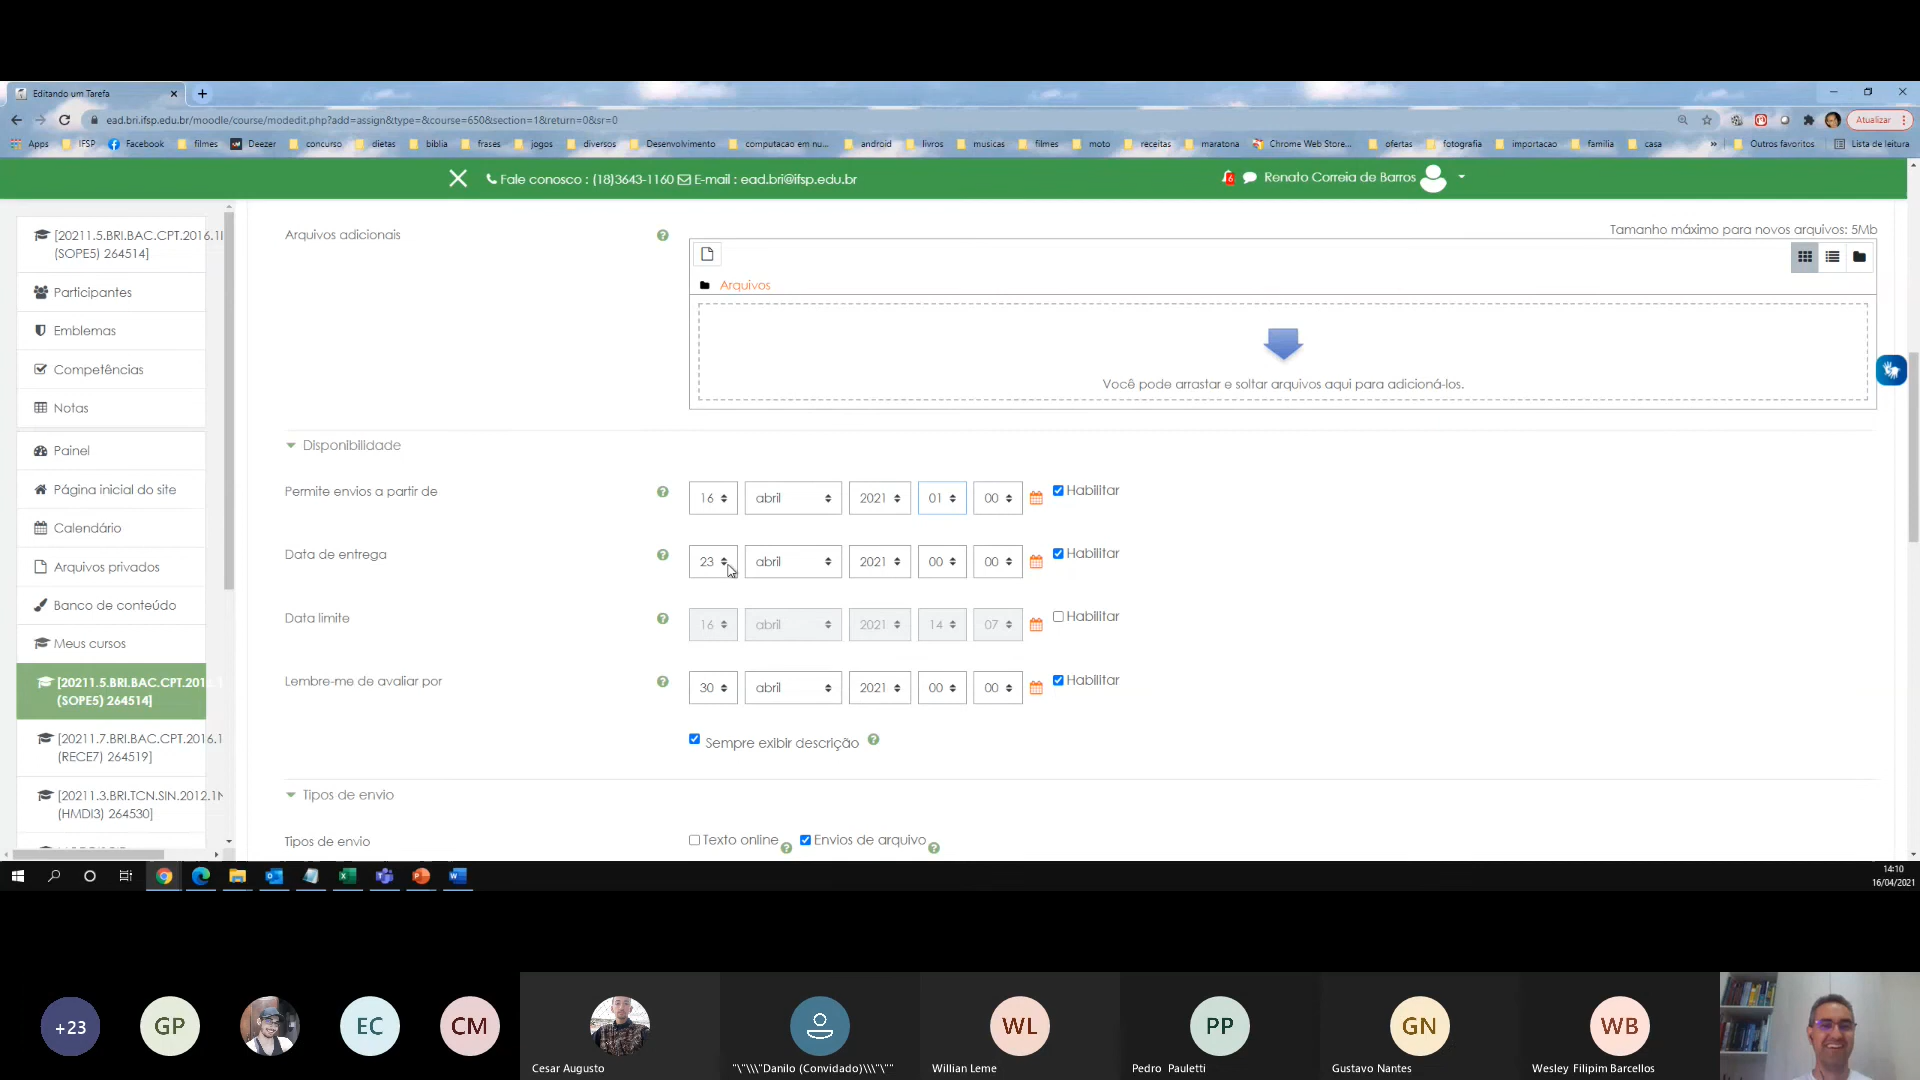 Editando um Tarefa
ead.bri.ifsp.edu.br/moodle/course/modedit.php?add=assign&type=&course=650&section=1&return=0&sr=0
Atualizar
Apps IFSP Facebook filmes Deezer concurso dietas biblia frases jogos diversos Desenvolvimento computacao em nu... android livros musicas filmes moto receitas maratona Chrome Web Store... ofertas fotografia importacao familia casa » Outros favoritos Lista de leitura
Fale conosco : (18)3643-1160 E-mail : ead.bri@ifsp.edu.br
6 Renato Correia de Barros
[20211.5.BRI.BAC.CPT.2016.1I
(SOPE5) 264514]
Participantes
Emblemas
Competências
Notas
Painel
Página inicial do site
Calendário
Arquivos privados
Banco de conteúdo
Meus cursos
[20211.5.BRI.BAC.CPT.2016.1
(SOPE5) 264514]
[20211.7.BRI.BAC.CPT.2016.1
(RECE7) 264519]
[20211.3.BRI.TCN.SIN.2012.1N
(HMDI3) 264530]
Arquivos adicionais
Tamanho máximo para novos arquivos: 5Mb
Arquivos
Você pode arrastar e soltar arquivos aqui para adicioná-los.
Disponibilidade
Permite envios a partir de 16 abril 2021 01 00 Habilitar
Data de entrega 23 abril 2021 00 00 Habilitar
Data limite 16 abril 2021 14 07 Habilitar
Lembre-me de avaliar por 30 abril 2021 00 00 Habilitar
Sempre exibir descrição
Tipos de envio
Tipos de envio Texto online Envios de arquivo
14:10
16/04/2021
+23 GP EC CM WL PP GN WB
Cesar Augusto "\"\\\"Danilo (Convidado)\\\"\"" Willian Leme Pedro Pauletti Gustavo Nantes Wesley Filipim Barcellos